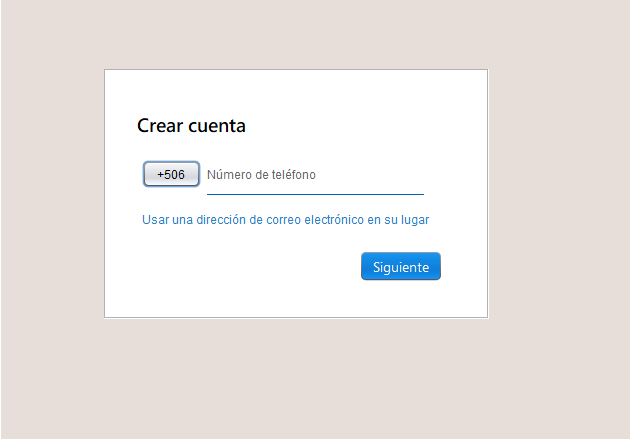 Crear cuenta
+506 Número de teléfono
Usar una dirección de correo electrónico en su lugar
Siguiente